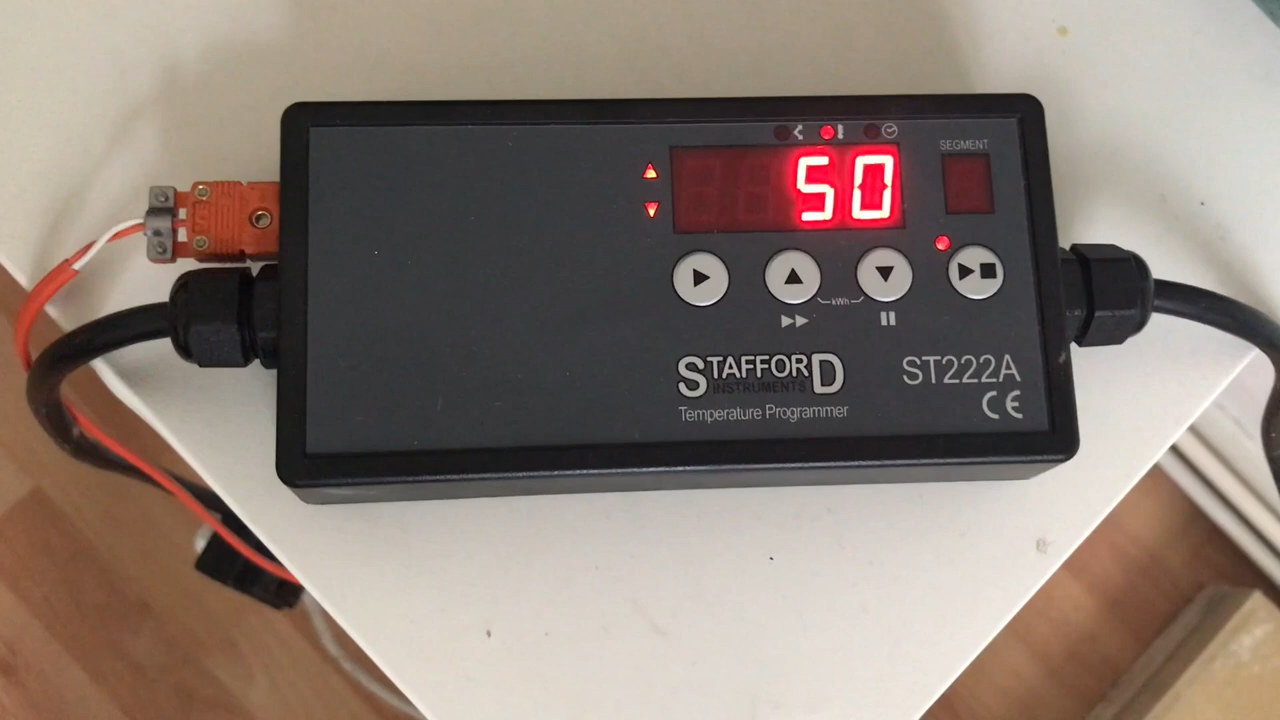 SEGMENT
50
kWh
STAFFORD
INSTRUMENTS
Temperature Programmer
ST222A
CE